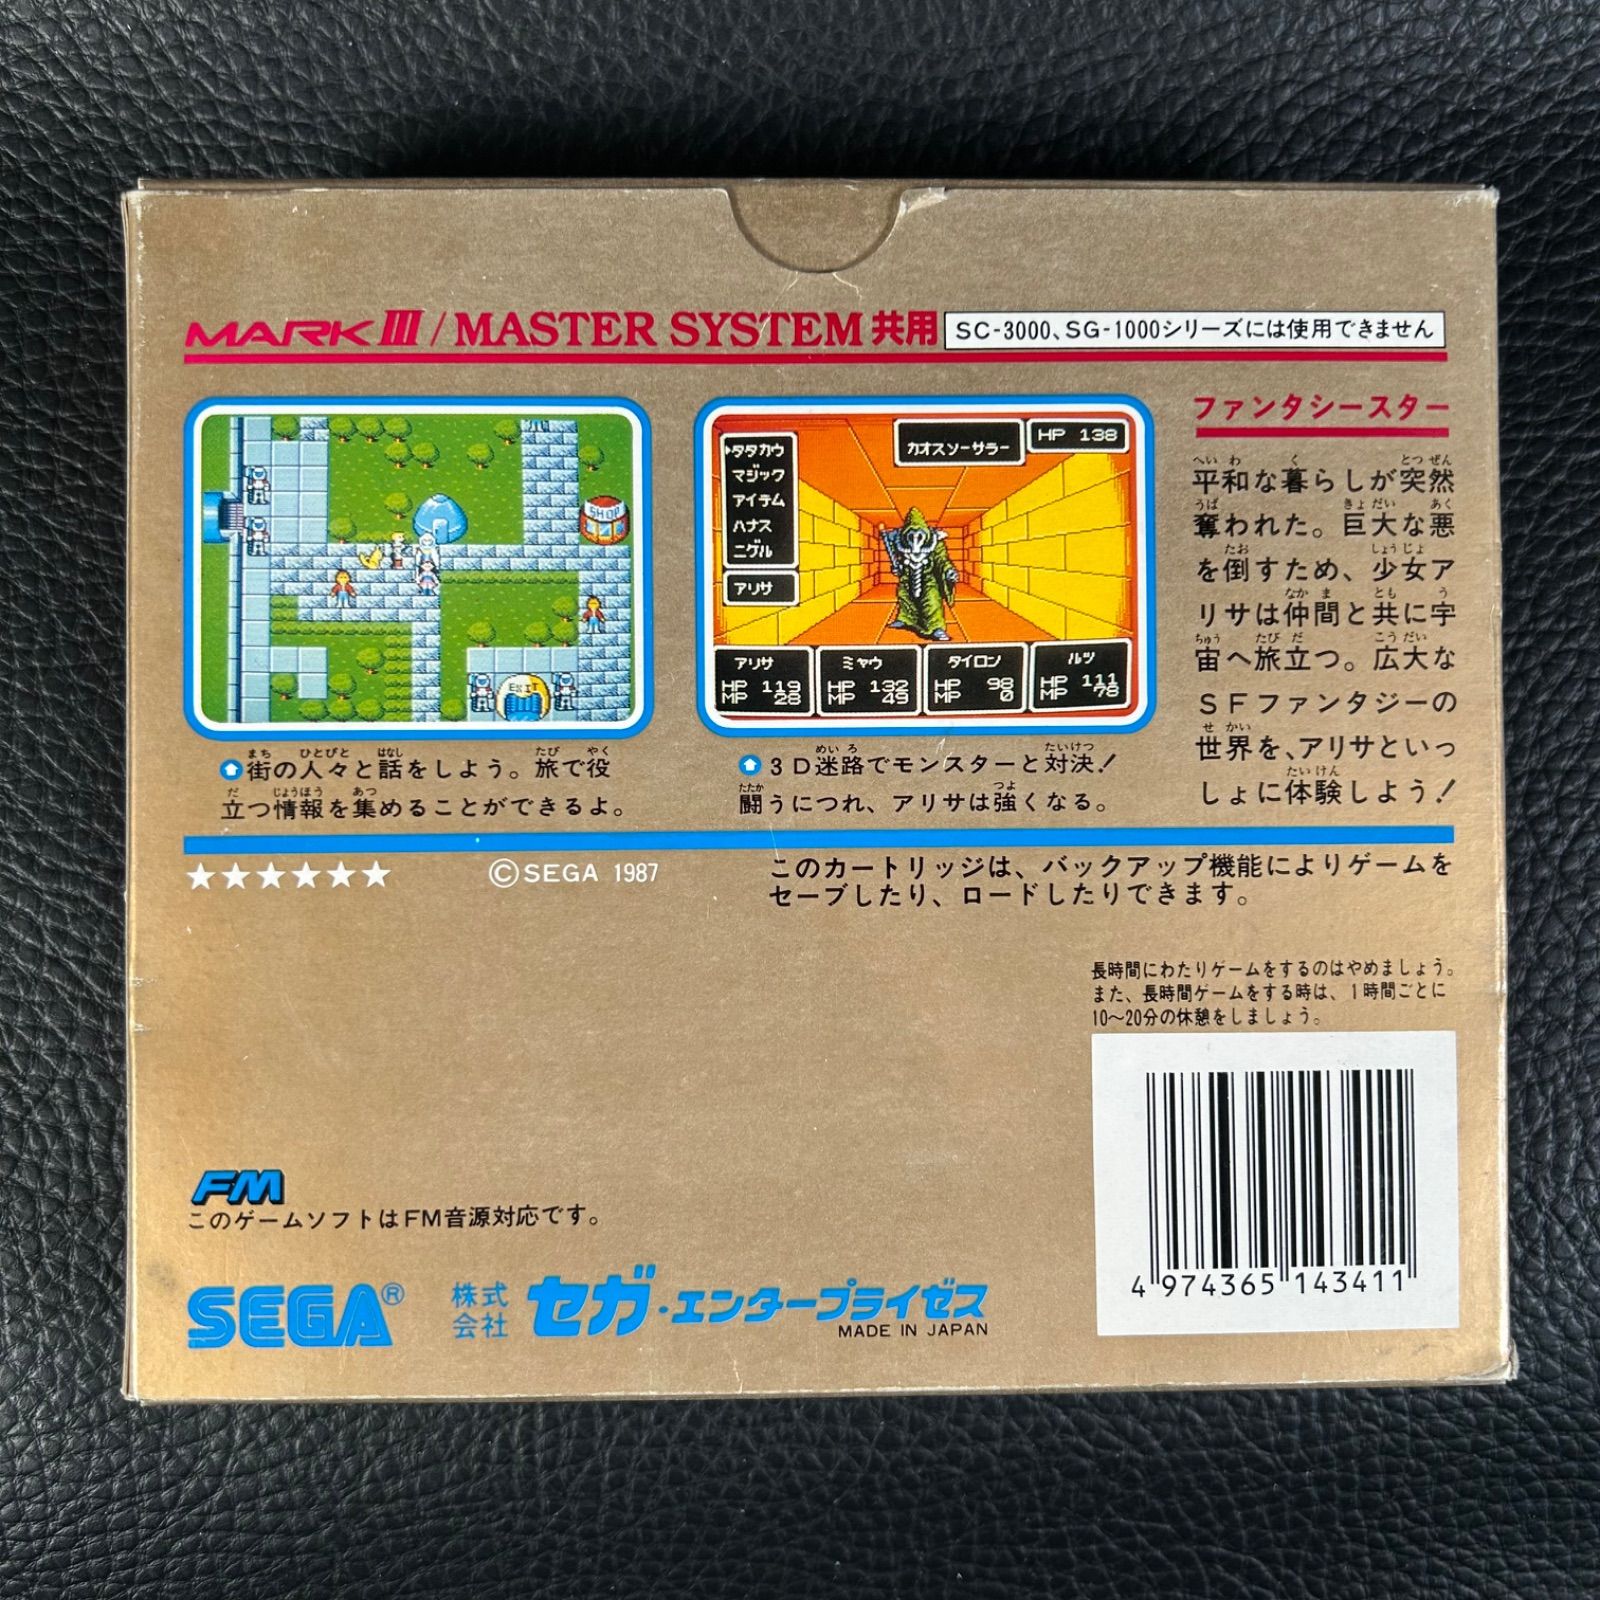 MARK III / MASTER SYSTEM 共用 SC-3000、SG-1000シリーズには使用できません
SHOP
EXIT
街の人々と話をしよう。旅で役
立つ情報を集めることができるよ。
タタカウ
マジック
アイテム
ハナス
ニゲル
アリサ
カオスソーサラー
HP 138
アリサ
HP 119
MP 28
ミャウ
HP 132
MP 49
タイロン
HP 98
MP 0
ルツ
HP 111
MP 78
3D迷路でモンスターと対決!
闘うにつれ、アリサは強くなる。
ファンタシースター
平和な暮らしが突然
奪われた。巨大な悪
を倒すため、少女ア
リサは仲間と共に宇
宙へ旅立つ。広大な
SFファンタジーの
世界を、アリサといっ
しょに体験しよう!
★★★★★★
©SEGA 1987
このカートリッジは、バックアップ機能によりゲームを
セーブしたり、ロードしたりできます。
長時間にわたりゲームをするのはやめましょう。
また、長時間ゲームをする時は、1時間ごとに
10〜20分の休憩をしましょう。
4 974365 143411
FM
このゲームソフトはFM音源対応です。
SEGA® 株式会社 セガ・エンタープライゼス
MADE IN JAPAN